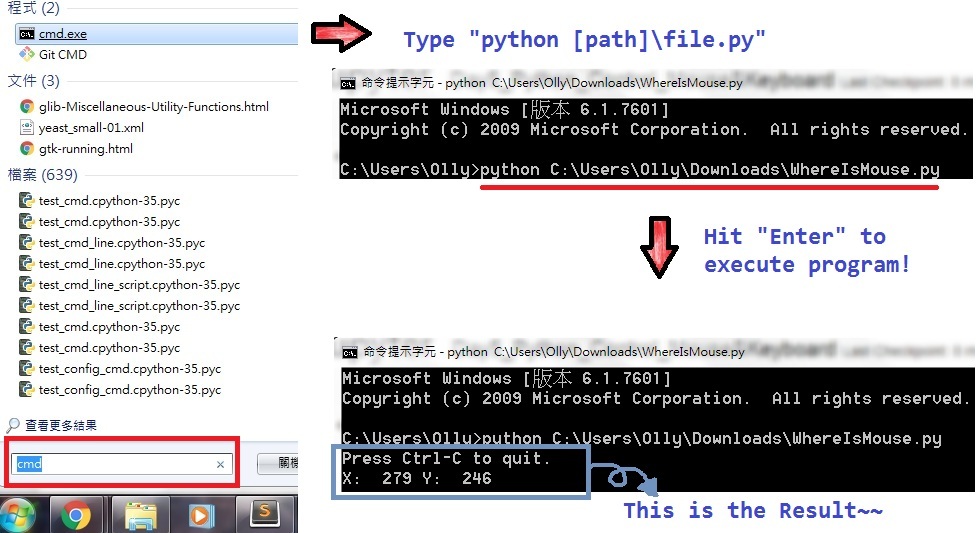 程式 (2)
cmd.exe
Git CMD
文件 (3)
glib-Miscellaneous-Utility-Functions.html
yeast_small-01.xml
gtk-running.html
檔案 (639)
test_cmd.cpython-35.pyc
test_cmd.cpython-35.pyc
test_cmd_line.cpython-35.pyc
test_cmd_line.cpython-35.pyc
test_cmd_line_script.cpython-35.pyc
test_cmd_line_script.cpython-35.pyc
test_cmd.cpython-35.pyc
test_cmd.cpython-35.pyc
test_config_cmd.cpython-35.pyc
test_config_cmd.cpython-35.pyc
查看更多結果
cmd
關機
Type "python [path]\file.py"
命令提示字元 - python C:\Users\Olly\Downloads\WhereIsMouse.py
Microsoft Windows [版本 6.1.7601]
Copyright (c) 2009 Microsoft Corporation. All rights reserved.
C:\Users\Olly>python C:\Users\Olly\Downloads\WhereIsMouse.py
Hit "Enter" to
execute program!
命令提示字元 - python C:\Users\Olly\Downloads\WhereIsMouse.py
Microsoft Windows [版本 6.1.7601]
Copyright (c) 2009 Microsoft Corporation. All rights reserved.
C:\Users\Olly>python C:\Users\Olly\Downloads\WhereIsMouse.py
Press Ctrl-C to quit.
X: 279 Y: 246
This is the Result~~